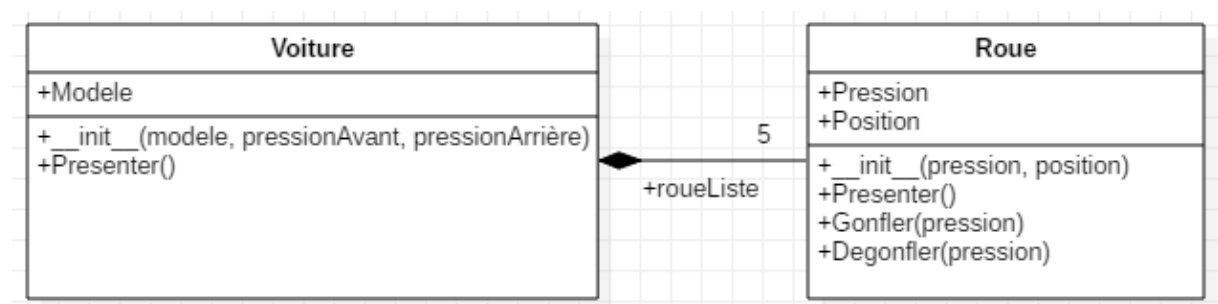 Voiture
+Modele
+__init__(modele, pressionAvant, pressionArrière)
+Presenter()
5
+roueListe
Roue
+Pression
+Position
+__init__(pression, position)
+Presenter()
+Gonfler(pression)
+Degonfler(pression)